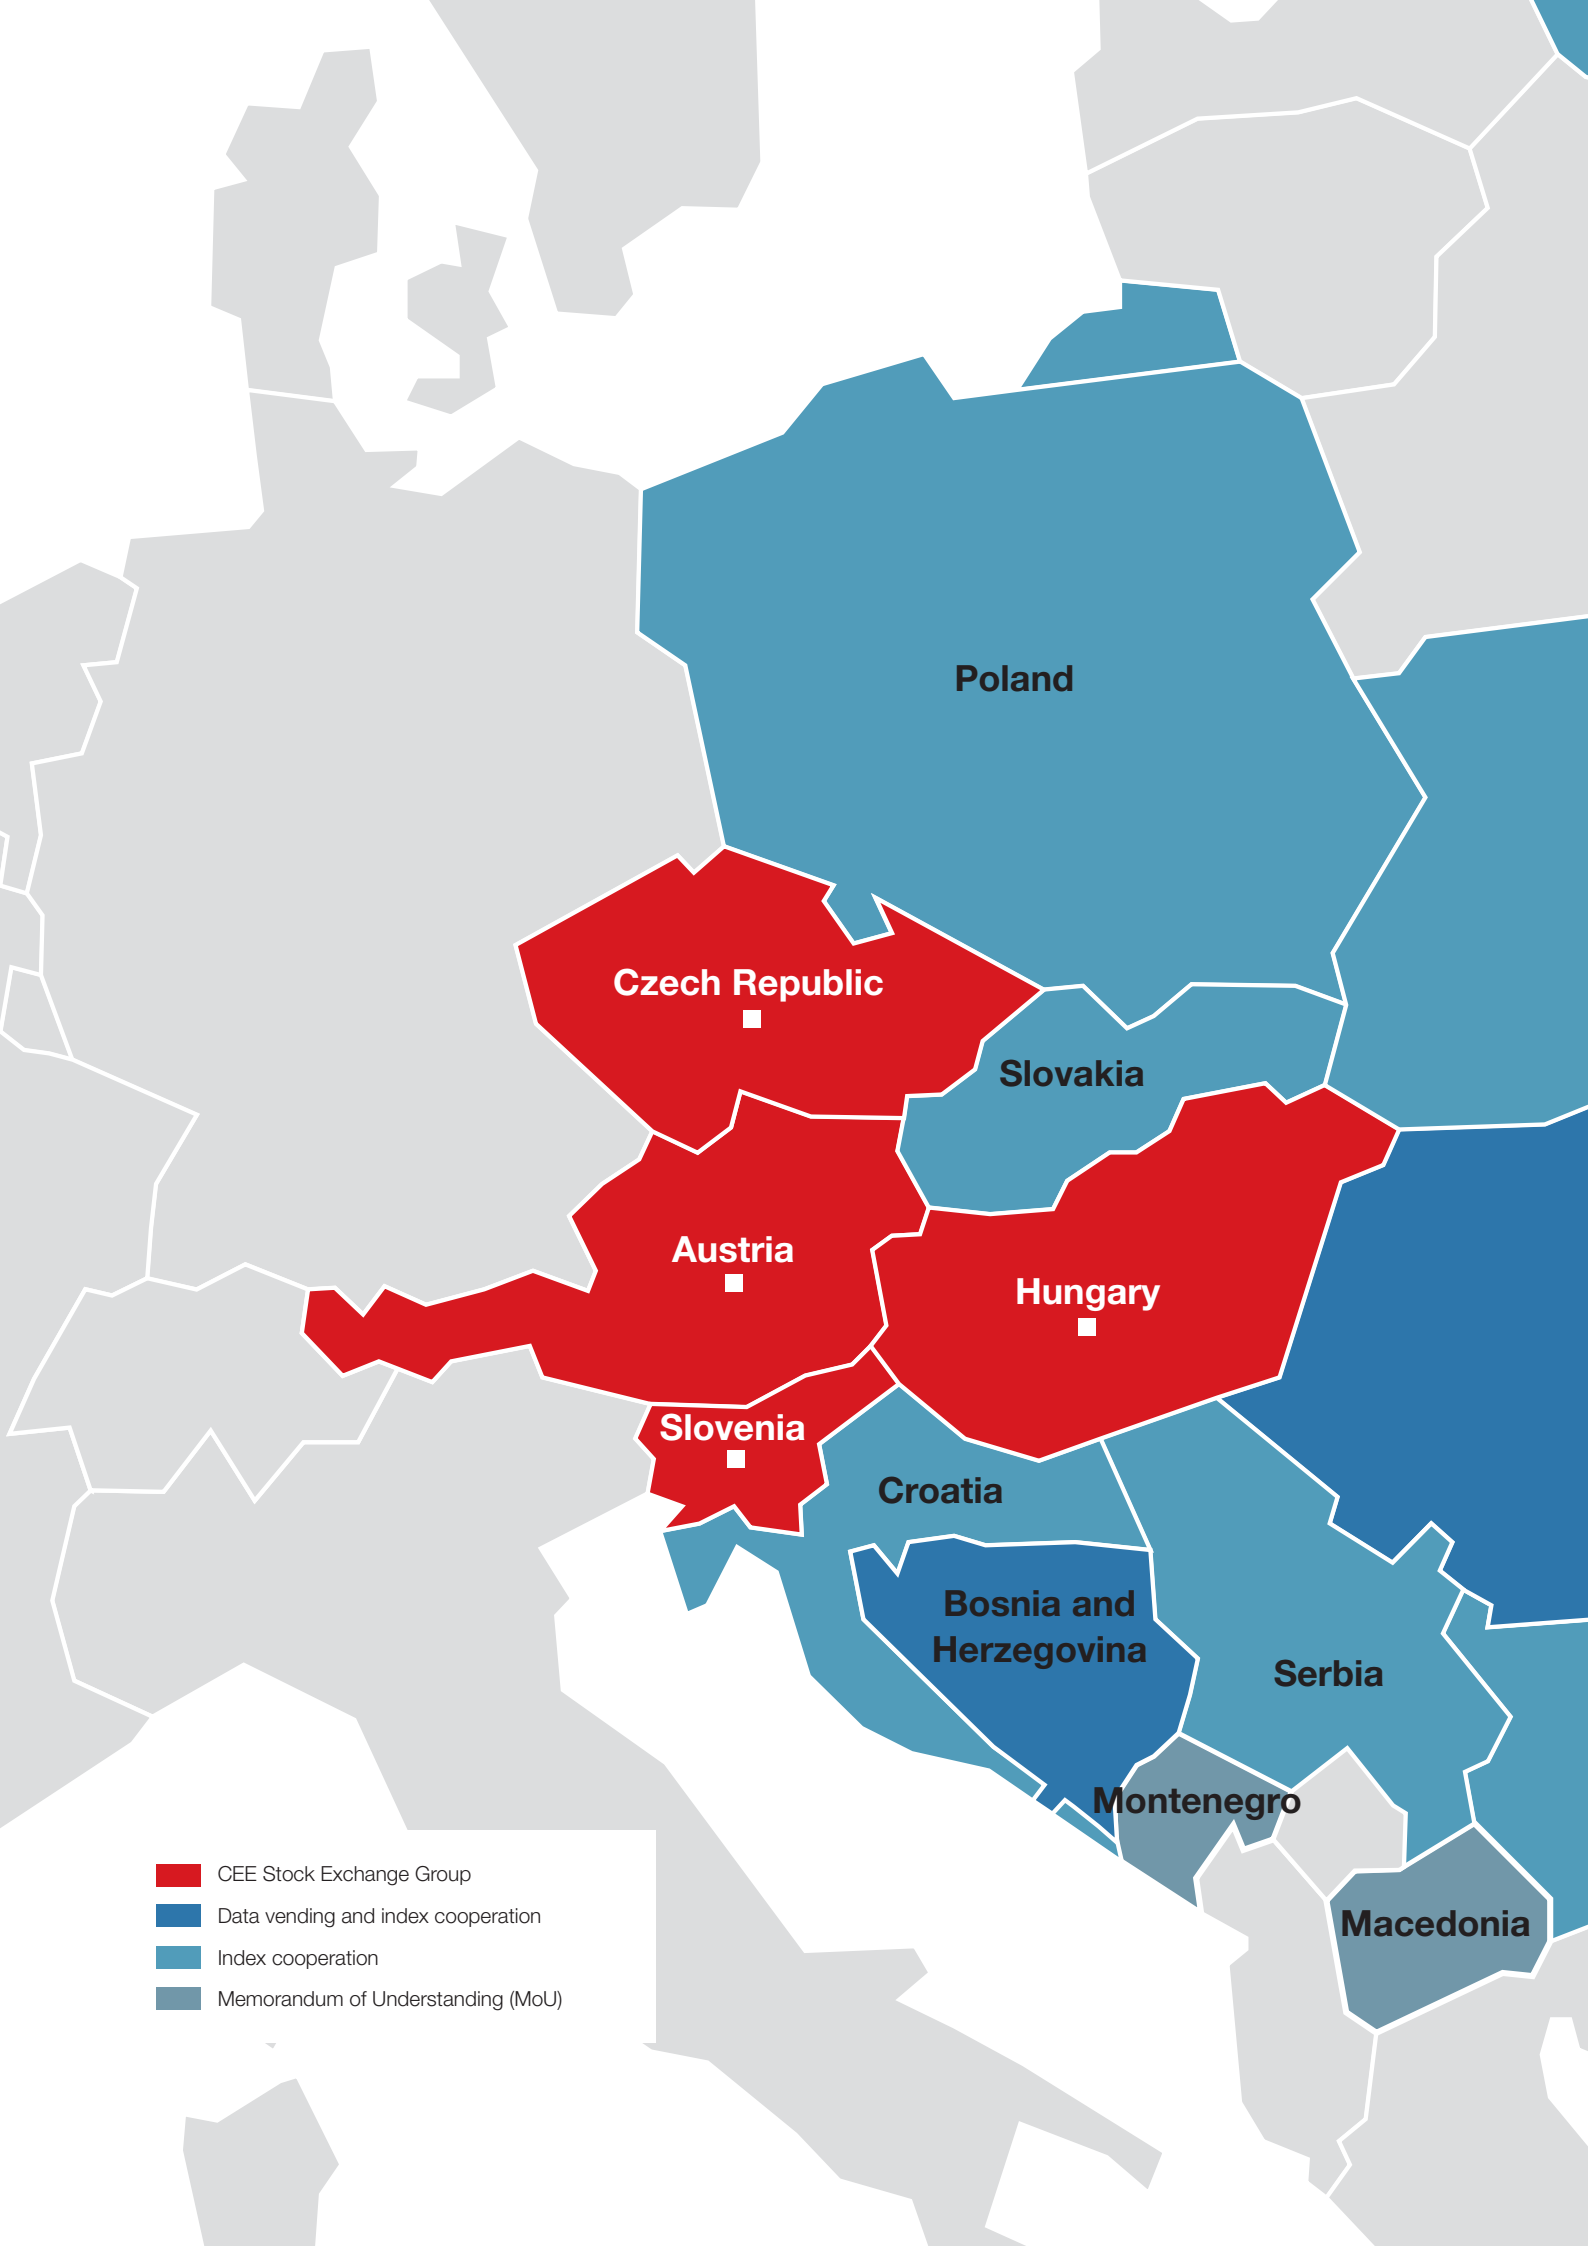 Poland
Czech Republic
Slovakia
Austria
Hungary
Slovenia
Croatia
Bosnia and
Herzegovina
Serbia
Montenegro
Macedonia
CEE Stock Exchange Group
Data vending and index cooperation
Index cooperation
Memorandum of Understanding (MoU)